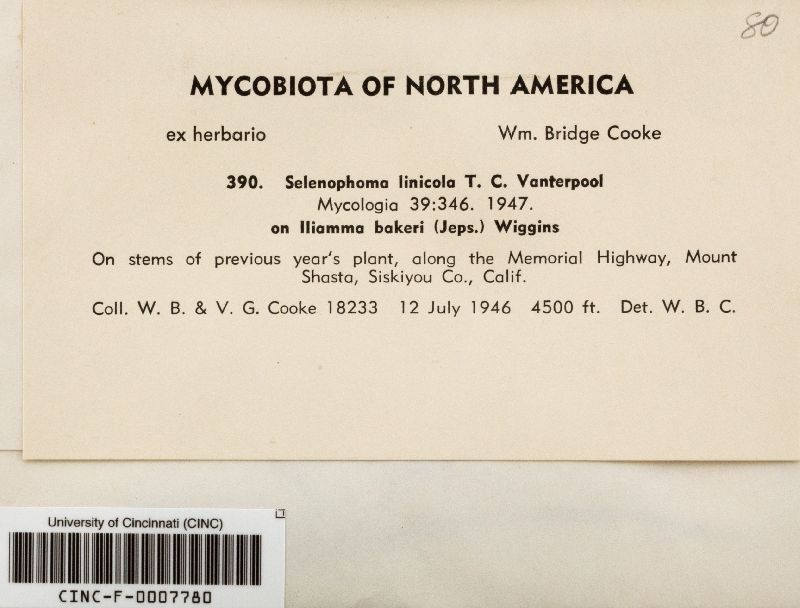 80
MYCOBIOTA OF NORTH AMERICA
ex herbario Wm. Bridge Cooke
390. Selenophoma linicola T. C. Vanterpool
Mycologia 39:346. 1947.
on Iliamma bakeri (Jeps.) Wiggins
On stems of previous year's plant, along the Memorial Highway, Mount
Shasta, Siskiyou Co., Calif.
Coll. W. B. & V. G. Cooke 18233 12 July 1946 4500 ft. Det. W. B. C.
University of Cincinnati (CINC)
CINC-F-0007780